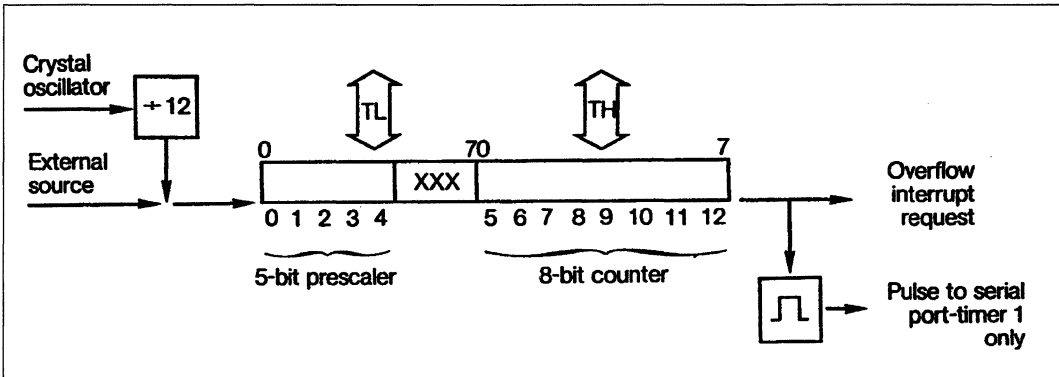 Crystal
oscillator
÷12
TL
TH
External
source
0
70
7
XXX
0 1 2 3 4
5 6 7 8 9 10 11 12
5-bit prescaler
8-bit counter
Overflow
interrupt
request
Pulse to serial
port-timer 1
only